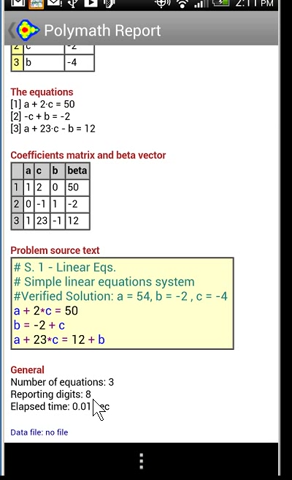 2:11 PM
Polymath Report
2 c -2
3 b -4
The equations
[1] a + 2·c = 50
[2] -c + b = -2
[3] a + 23·c - b = 12
Coefficients matrix and beta vector
a c b beta
1 1 2 0 50
2 0 -1 1 -2
3 1 23 -1 12
Problem source text
# S. 1 - Linear Eqs.
# Simple linear equations system
#Verified Solution: a = 54, b = -2 , c = -4
a + 2*c = 50
b = -2 + c
a + 23*c = 12 + b
General
Number of equations: 3
Reporting digits: 8
Elapsed time: 0.01
Data file: no file